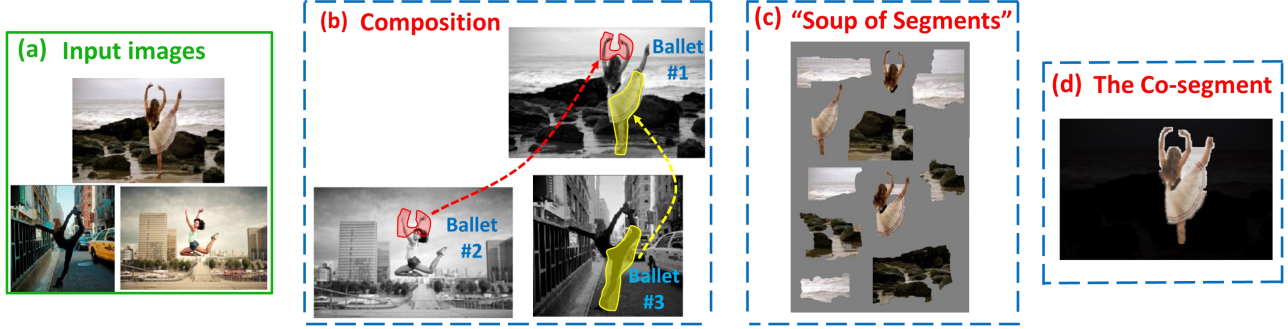 (a) Input images
(b) Composition
Ballet
#1
Ballet
#2
Ballet
#3
(c) “Soup of Segments”
(d) The Co-segment